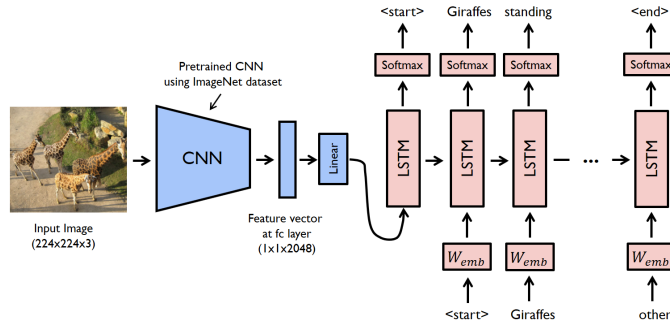 <start> Giraffes standing <end>
Softmax Softmax Softmax Softmax
Pretrained CNN
using ImageNet dataset
CNN
Linear
LSTM LSTM LSTM ... LSTM
Input Image
(224x224x3)
Feature vector
at fc layer
(1x1x2048)
W_emb W_emb W_emb
<start> Giraffes other